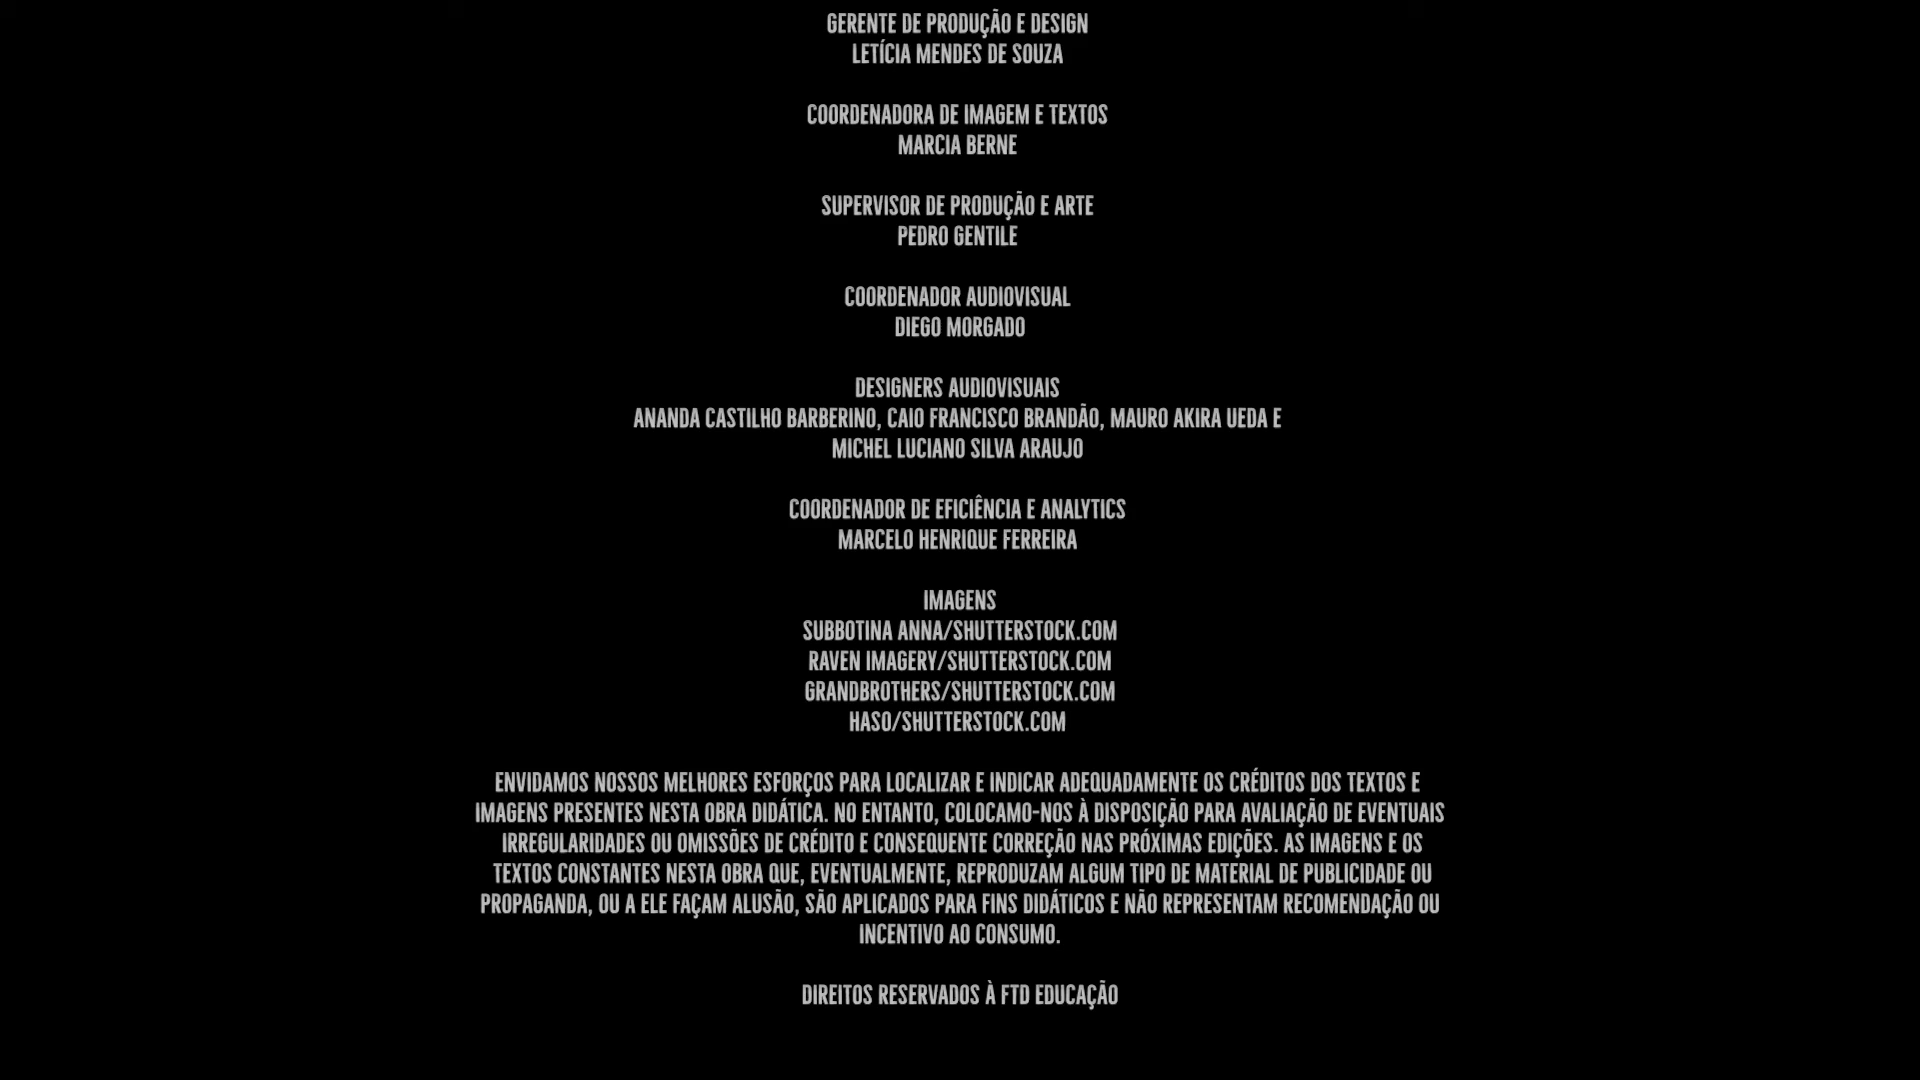 GERENTE DE PRODUÇÃO E DESIGN
LETÍCIA MENDES DE SOUZA
COORDENADORA DE IMAGEM E TEXTOS
MARCIA BERNE
SUPERVISOR DE PRODUÇÃO E ARTE
PEDRO GENTILE
COORDENADOR AUDIOVISUAL
DIEGO MORGADO
DESIGNERS AUDIOVISUAIS
ANANDA CASTILHO BARBERINO, CAIO FRANCISCO BRANDÃO, MAURO AKIRA UEDA E
MICHEL LUCIANO SILVA ARAUJO
COORDENADOR DE EFICIÊNCIA E ANALYTICS
MARCELO HENRIQUE FERREIRA
IMAGENS
SUBBOTINA ANNA/SHUTTERSTOCK.COM
RAVEN IMAGERY/SHUTTERSTOCK.COM
GRANDBROTHERS/SHUTTERSTOCK.COM
HASO/SHUTTERSTOCK.COM
ENVIDAMOS NOSSOS MELHORES ESFORÇOS PARA LOCALIZAR E INDICAR ADEQUADAMENTE OS CRÉDITOS DOS TEXTOS E
IMAGENS PRESENTES NESTA OBRA DIDÁTICA. NO ENTANTO, COLOCAMO-NOS À DISPOSIÇÃO PARA AVALIAÇÃO DE EVENTUAIS
IRREGULARIDADES OU OMISSÕES DE CRÉDITO E CONSEQUENTE CORREÇÃO NAS PRÓXIMAS EDIÇÕES. AS IMAGENS E OS
TEXTOS CONSTANTES NESTA OBRA QUE, EVENTUALMENTE, REPRODUZAM ALGUM TIPO DE MATERIAL DE PUBLICIDADE OU
PROPAGANDA, OU A ELE FAÇAM ALUSÃO, SÃO APLICADOS PARA FINS DIDÁTICOS E NÃO REPRESENTAM RECOMENDAÇÃO OU
INCENTIVO AO CONSUMO.
DIREITOS RESERVADOS À FTD EDUCAÇÃO